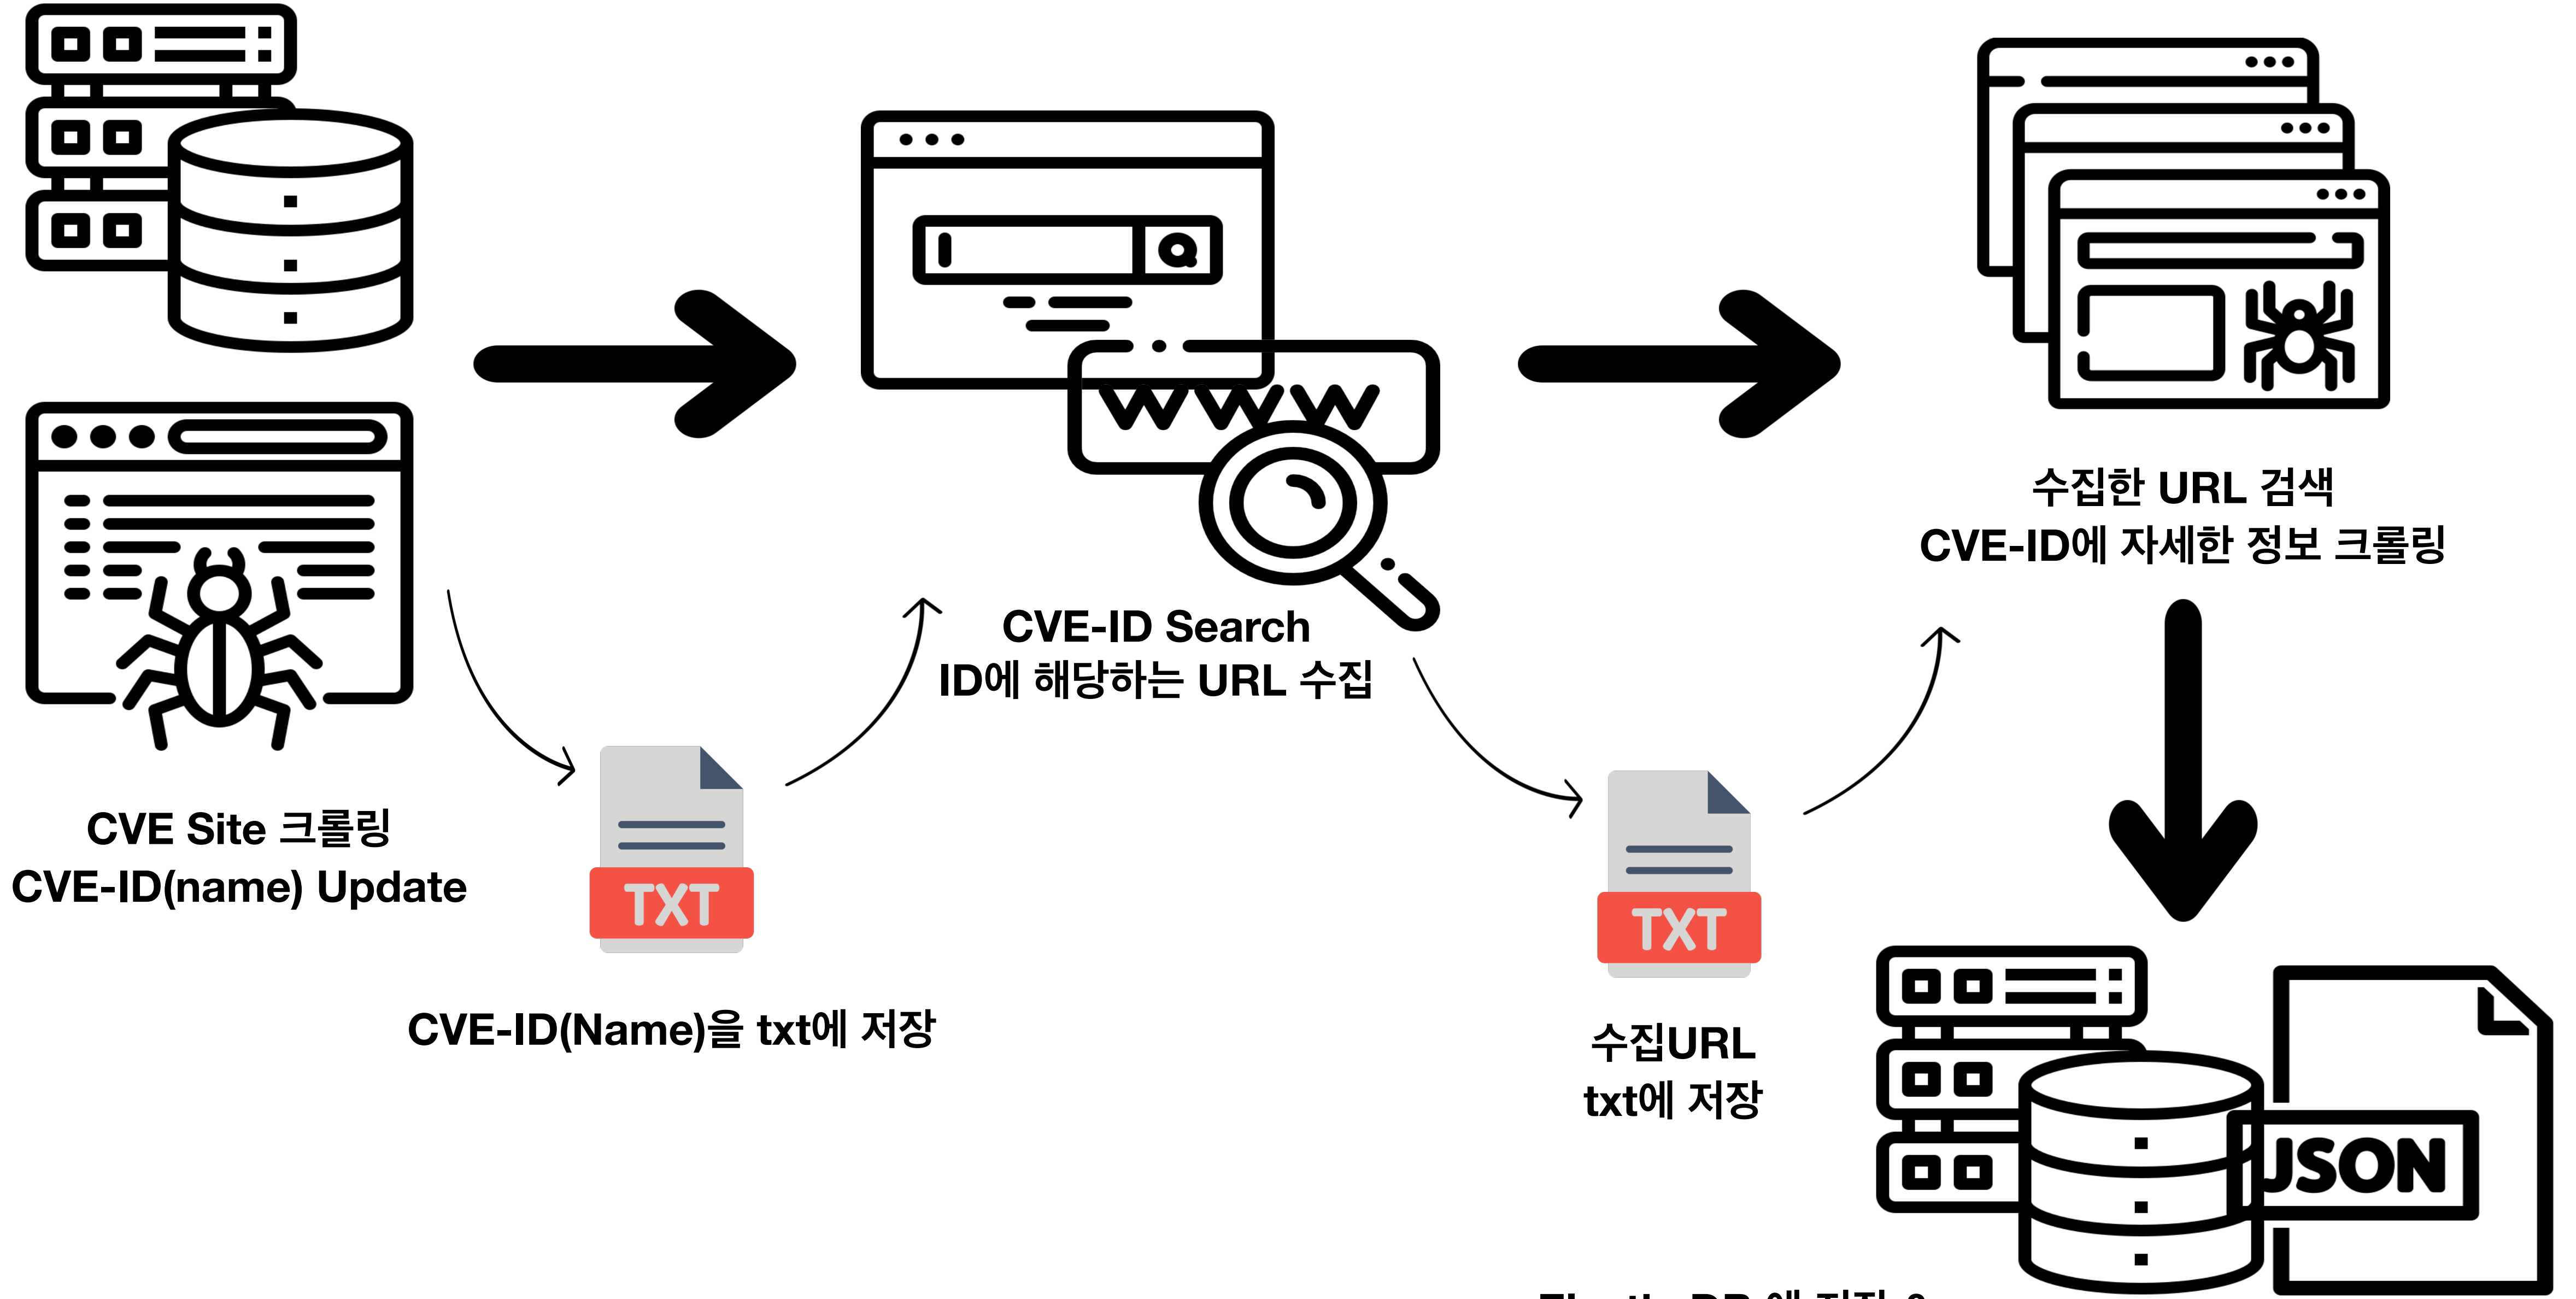 WWW
CVE-ID Search
ID에 해당하는 URL 수집
수집한 URL 검색
CVE-ID에 자세한 정보 크롤링
CVE Site 크롤링
CVE-ID(name) Update
TXT
CVE-ID(Name)을 txt에 저장
TXT
수집URL
txt에 저장
JSON